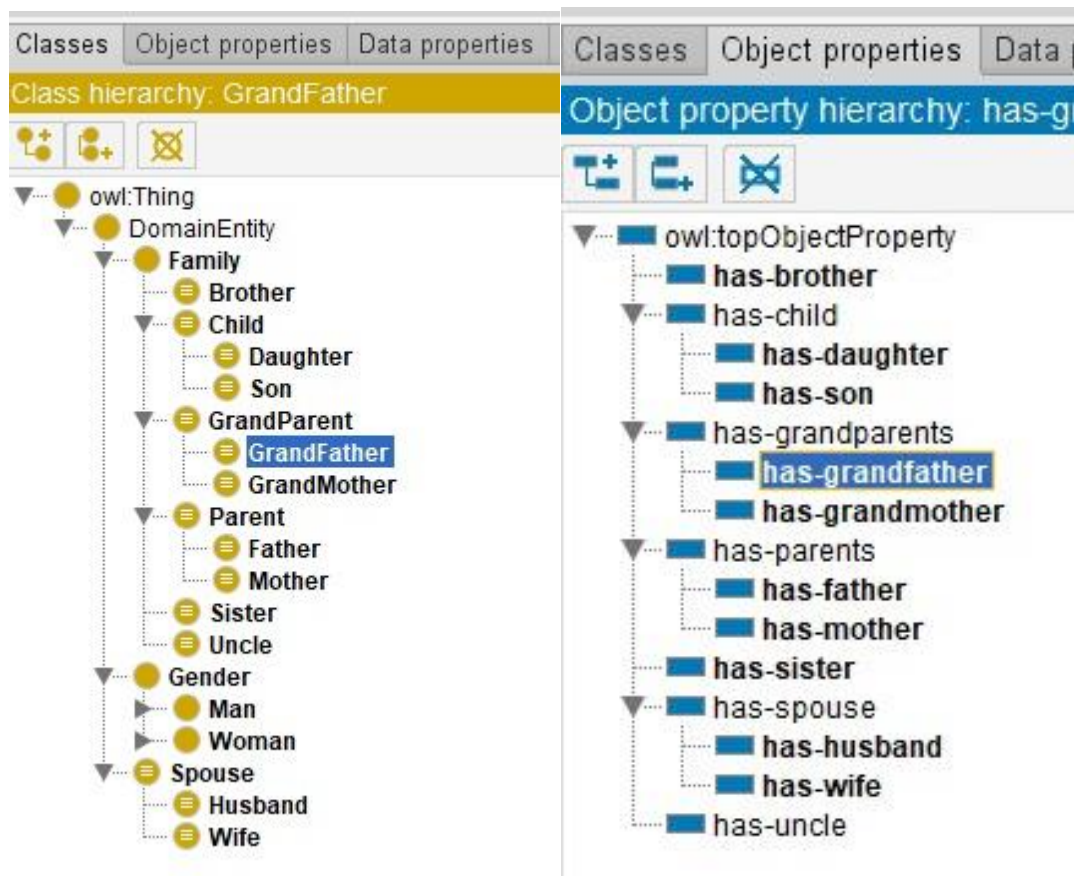 Classes Object properties Data properties
Class hierarchy: GrandFather
owl:Thing
DomainEntity
Family
Brother
Child
Daughter
Son
GrandParent
GrandFather
GrandMother
Parent
Father
Mother
Sister
Uncle
Gender
Man
Woman
Spouse
Husband
Wife
Classes Object properties Data p
Object property hierarchy: has-gr
owl:topObjectProperty
has-brother
has-child
has-daughter
has-son
has-grandparents
has-grandfather
has-grandmother
has-parents
has-father
has-mother
has-sister
has-spouse
has-husband
has-wife
has-uncle